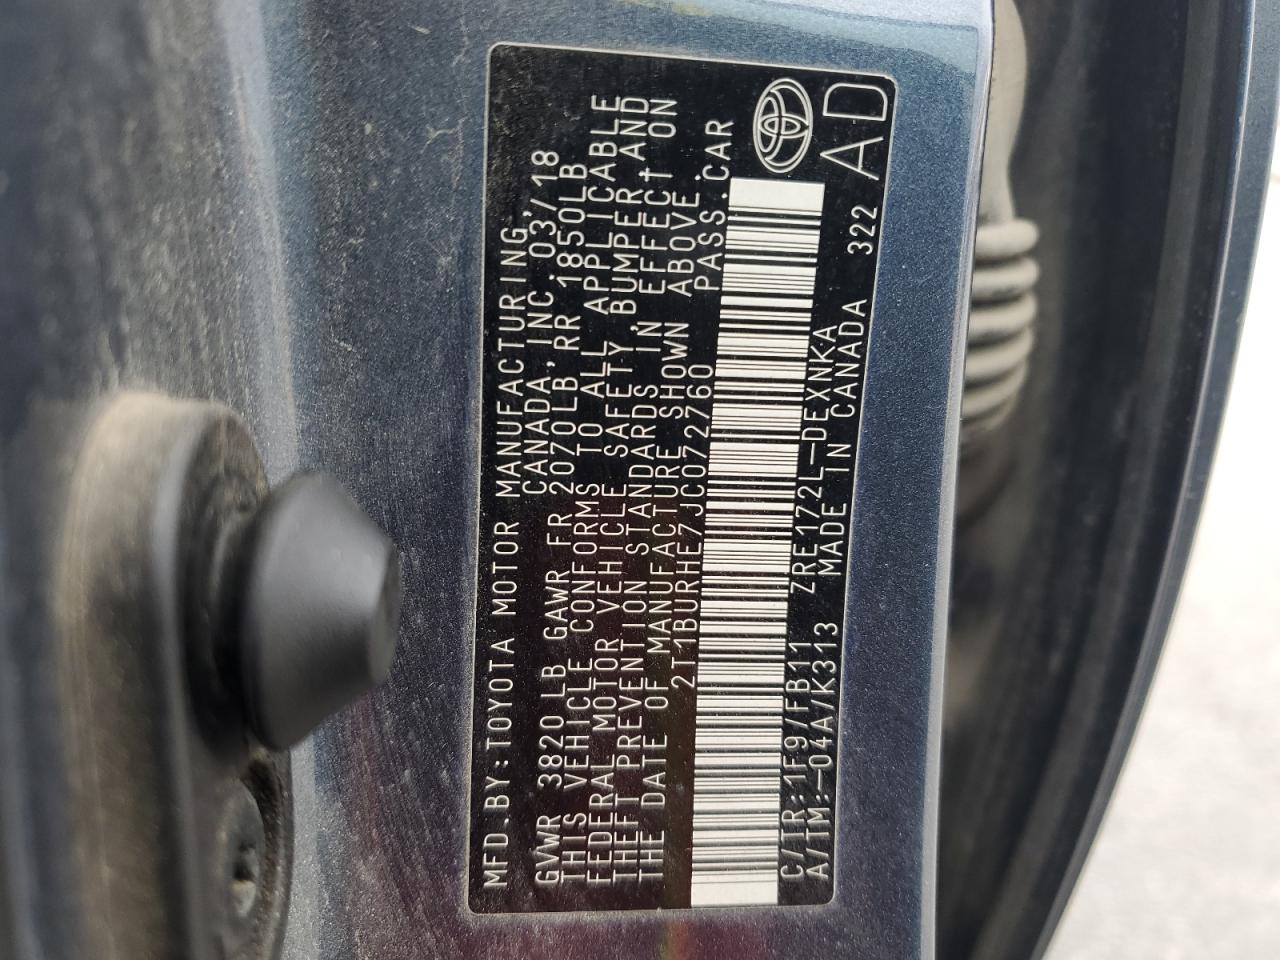 MFD.BY:TOYOTA MOTOR MANUFACTURING
CANADA,INC. 03/18
GVWR 3820LB GAWR FR 2070LB,RR 1850LB
THIS VEHICLE CONFORMS TO ALL APPLICABLE
FEDERAL MOTOR VEHICLE SAFETY,BUMPER,AND
THEFT PREVENTION STANDARDS IN EFFECT ON
THE DATE OF MANUFACTURE SHOWN ABOVE.
2T1BURHE7JC072760 PASS.CAR
C/TR:1F9/FB11 ZRE172L-DEXNKA
A/TM:-04A/K313 MADE IN CANADA 322
AD